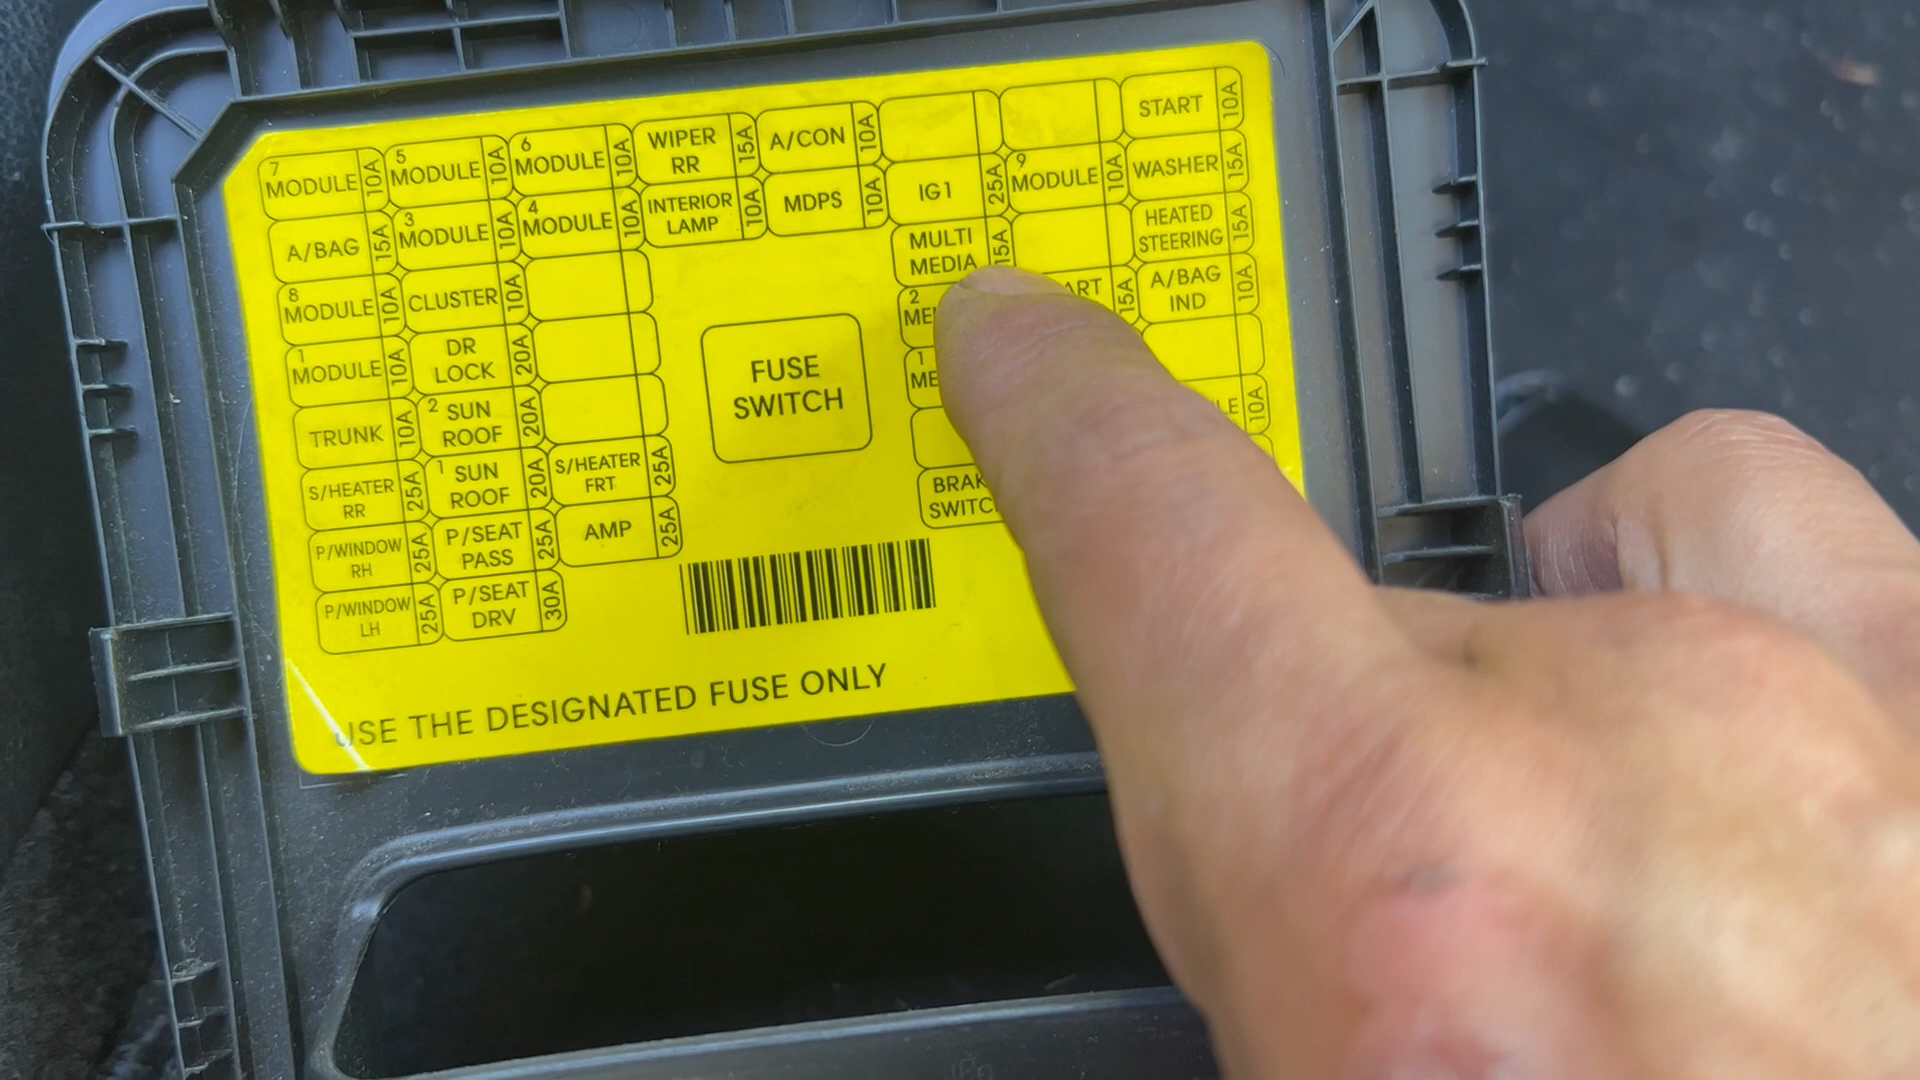 7
MODULE 10A
5
MODULE 10A
6
MODULE 10A
WIPER
RR 15A
A/CON 10A
START 10A
A/BAG 15A
3
MODULE 10A
4
MODULE 10A
INTERIOR
LAMP 10A
MDPS 10A
IG1 25A
9
MODULE 10A
WASHER 15A
8
MODULE 10A
CLUSTER 10A
MULTI
MEDIA 15A
HEATED
STEERING 15A
1
MODULE 10A
DR
LOCK 20A
2
15A
A/BAG
IND 10A
TRUNK 10A
2 SUN
ROOF 20A
FUSE
SWITCH
1
10A
S/HEATER
RR 25A
1 SUN
ROOF 20A
S/HEATER
FRT 25A
P/WINDOW
RH 25A
P/SEAT
PASS 25A
AMP 25A
P/WINDOW
LH 25A
P/SEAT
DRV 30A
USE THE DESIGNATED FUSE ONLY